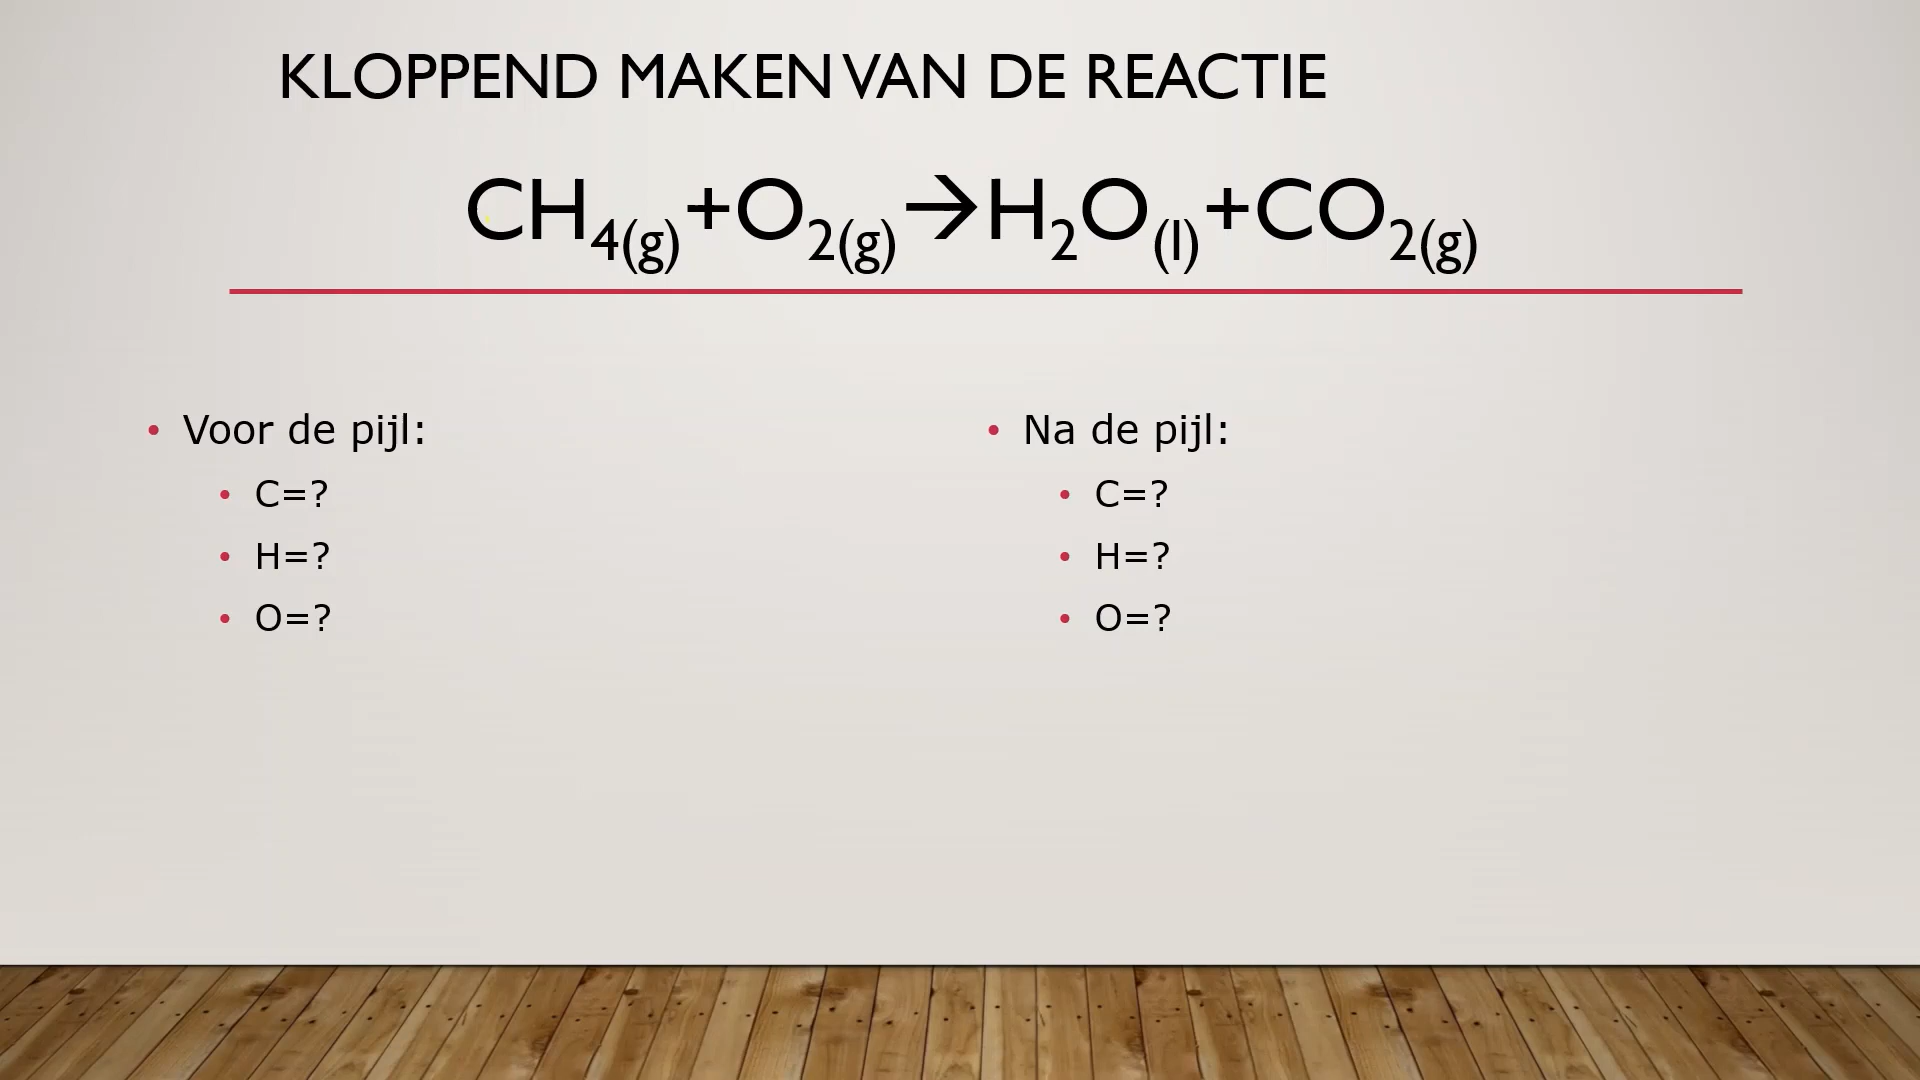 KLOPPEND MAKEN VAN DE REACTIE
CH₄(g)+O₂(g)→H₂O(l)+CO₂(g)
• Voor de pijl:
• C=?
• H=?
• O=?
• Na de pijl:
• C=?
• H=?
• O=?